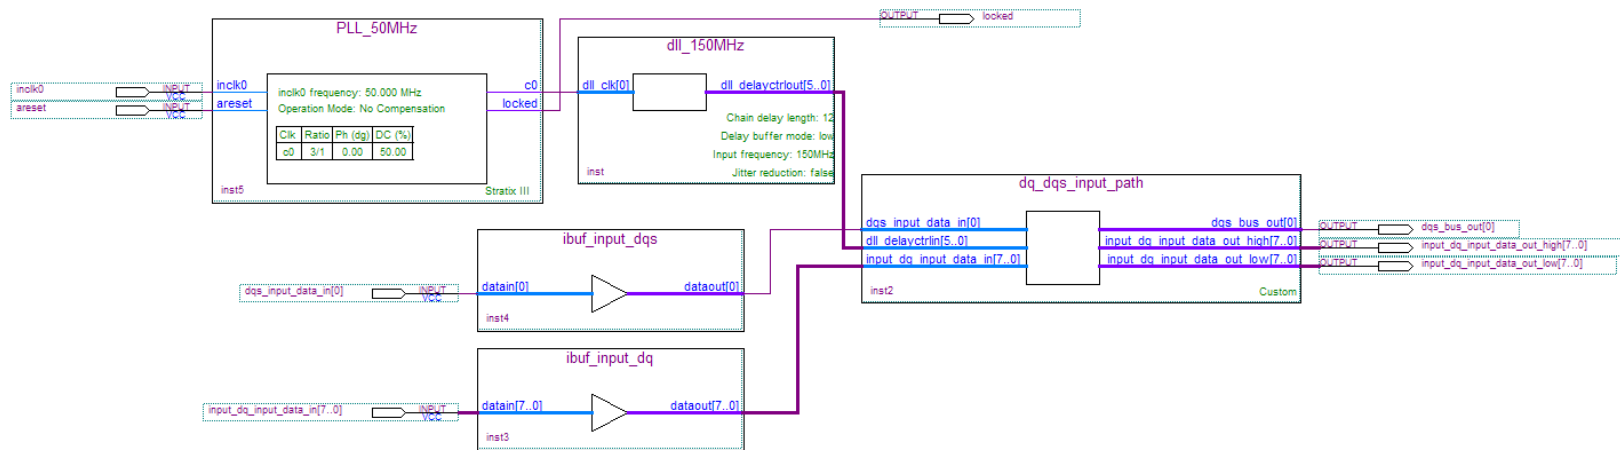 PLL_50MHz
OUTPUT locked
dll_150MHz
inclk0 INPUT VCC inclk0
areset INPUT VCC areset
inclk0 frequency: 50.000 MHz
Operation Mode: No Compensation
Clk Ratio Ph (dg) DC (%)
c0 3/1 0.00 50.00
c0
locked
inst5
Stratix III
dll_clk[0] dll_delayctrlout[5..0]
Chain delay length: 12
Delay buffer mode: low
Input frequency: 150MHz
Jitter reduction: false
inst
dq_dqs_input_path
dqs_input_data_in[0] dqs_bus_out[0] OUTPUT dqs_bus_out[0]
dll_delayctrlin[5..0] input_dq_input_data_out_high[7..0] OUTPUT input_dq_input_data_out_high[7..0]
input_dq_input_data_in[7..0] input_dq_input_data_out_low[7..0] OUTPUT input_dq_input_data_out_low[7..0]
inst2
Custom
ibuf_input_dqs
dqs_input_data_in[0] INPUT VCC datain[0] dataout[0]
inst4
ibuf_input_dq
input_dq_input_data_in[7..0] INPUT VCC datain[7..0] dataout[7..0]
inst3